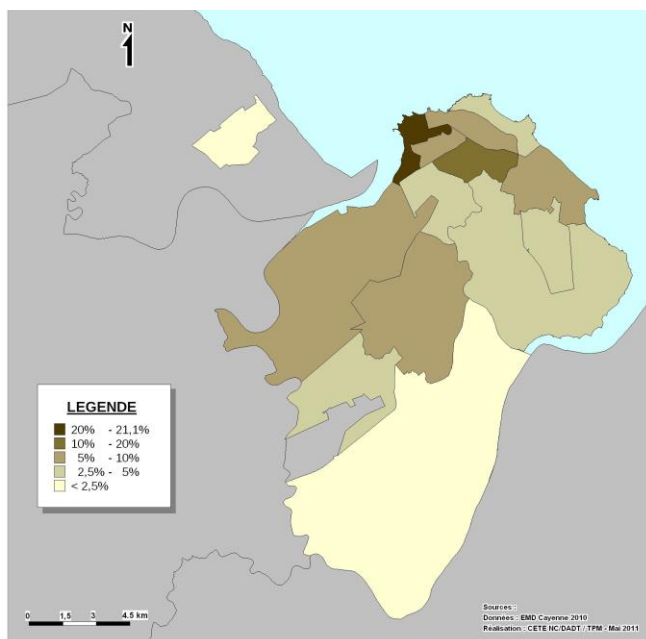 N
LEGENDE
20% - 21,1%
10% - 20%
5% - 10%
2,5% - 5%
< 2,5%
0 1,5 3 4.5 km
Sources :
Données : EMD Cayenne 2010
Réalisation : CETE NC/DADT / TPM - Mai 2011